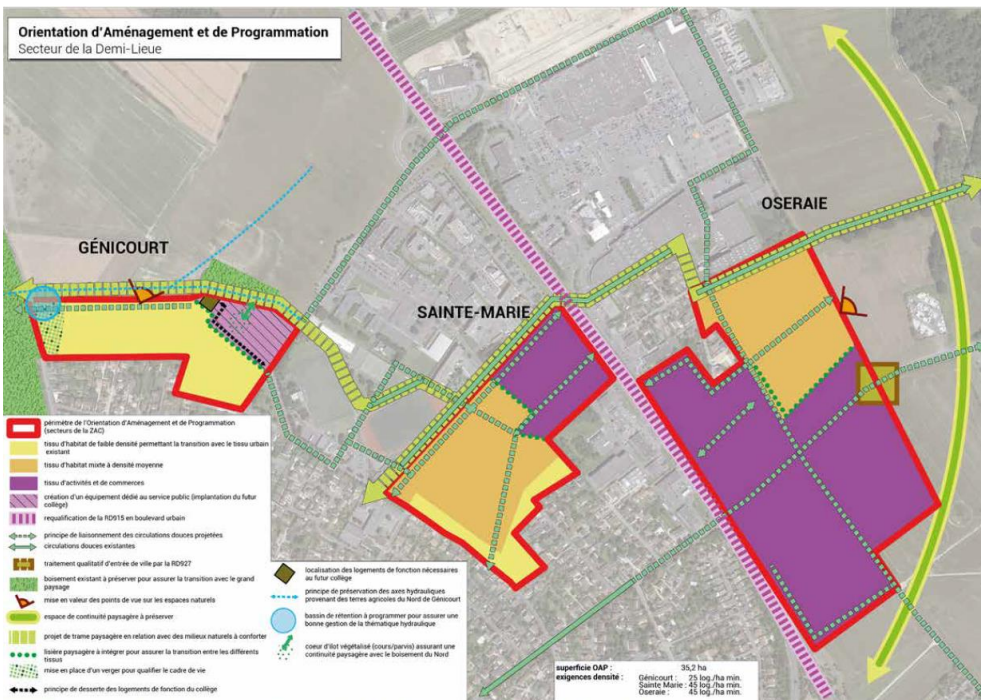 Orientation d'Aménagement et de Programmation
Secteur de la Demi-Lieue
OSERAIE
GÉNICOURT
SAINTE-MARIE
périmètre de l'Orientation d'Aménagement et de Programmation
(secteurs de la ZAC)
tissu d'habitat de faible densité permettant la transition avec le tissu urbain
existant
tissu d'habitat mixte à densité moyenne
tissu d'activités et de commerces
création d'un équipement dédié au service public (implantation du futur
collège)
requalification de la RD915 en boulevard urbain
principe de liaisonnement des circulations douces projetées
circulations douces existantes
traitement qualitatif d'entrée de ville par la RD927
boisement existant à préserver pour assurer la transition avec le grand
paysage
mise en valeur des points de vue sur les espaces naturels
espace de continuité paysagère à préserver
projet de trame paysagère en relation avec des milieux naturels à conforter
lisière paysagère à intégrer pour assurer la transition entre les différents
tissus
mise en place d'un verger pour qualifier le cadre de vie
principe de desserte des logements de fonction du collège
localisation des logements de fonction nécessaires
au futur collège
principe de préservation des axes hydrauliques
provenant des terres agricoles du Nord de Génicourt
bassin de rétention à programmer pour assurer une
bonne gestion de la thématique hydraulique
coeur d'ilot végétalisé (cours/parvis) assurant une
continuité paysagère avec le boisement du Nord
superficie OAP : 35,2 ha
exigences densité : Génicourt : 25 log./ha min.
Sainte Marie : 45 log./ha min.
Oseraie : 45 log./ha min.